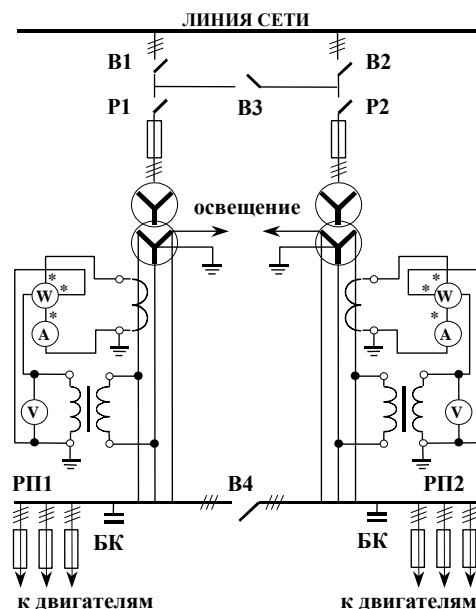 ЛИНИЯ СЕТИ
В1
В2
Р1
В3
Р2
освещение
*
*
W
*
A
*
*
W
*
A
V
V
РП1
В4
РП2
БК
БК
к двигателям
к двигателям